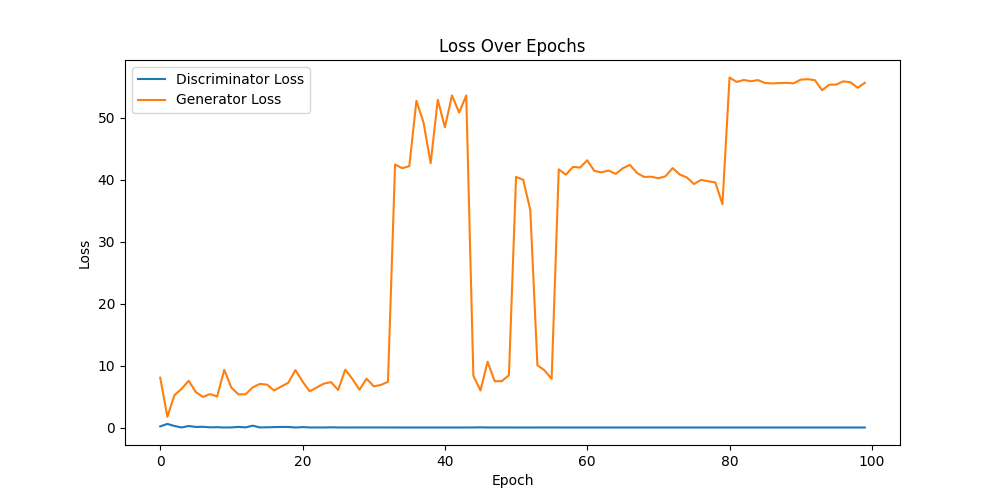 Loss Over Epochs
Discriminator Loss
Generator Loss
50
40
30
20
10
0
Loss
0 20 40 60 80 100
Epoch